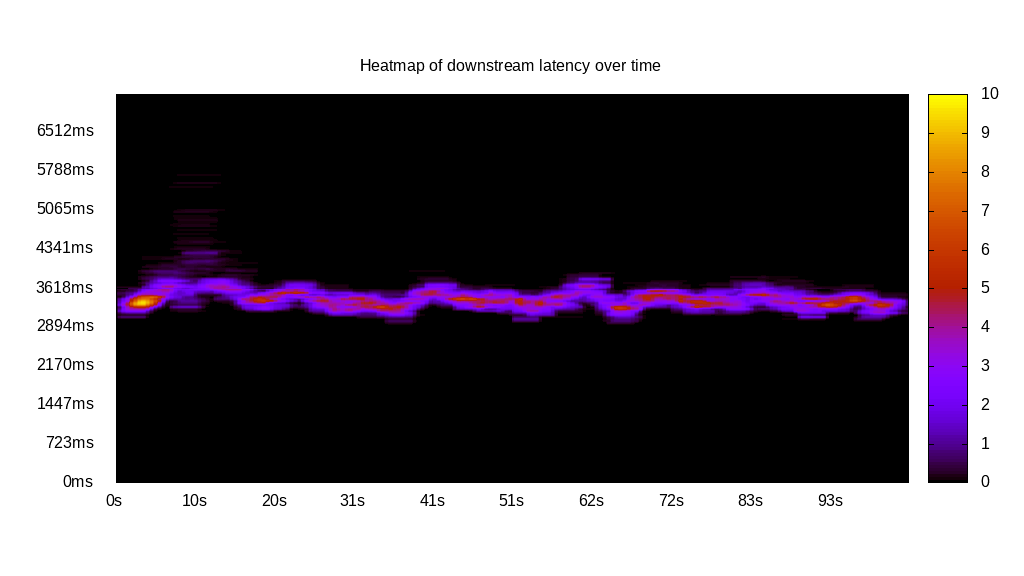 Heatmap of downstream latency over time
6512ms
5788ms
5065ms
4341ms
3618ms
2894ms
2170ms
1447ms
723ms
0ms
0s 10s 20s 31s 41s 51s 62s 72s 83s 93s
10
9
8
7
6
5
4
3
2
1
0